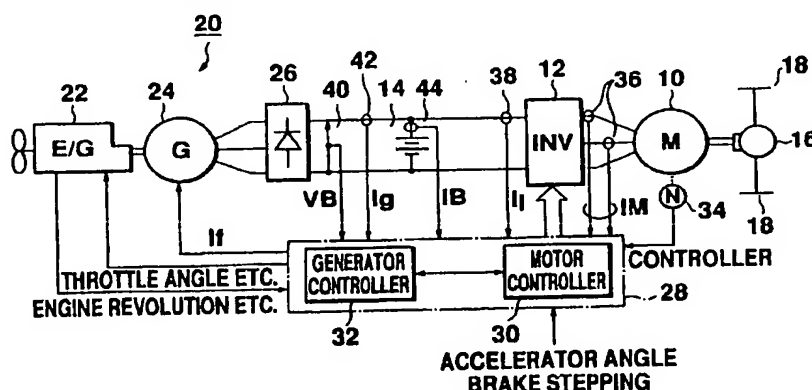 20
22
24
26
42
40
14
44
38
12
36
10
18
E/G
G
INV
M
16
VB
Ig
IB
II
IM
N
34
18
If
THROTTLE ANGLE ETC.
ENGINE REVOLUTION ETC.
GENERATOR
CONTROLLER
MOTOR
CONTROLLER
CONTROLLER
28
32
30
ACCELERATOR ANGLE
BRAKE STEPPING